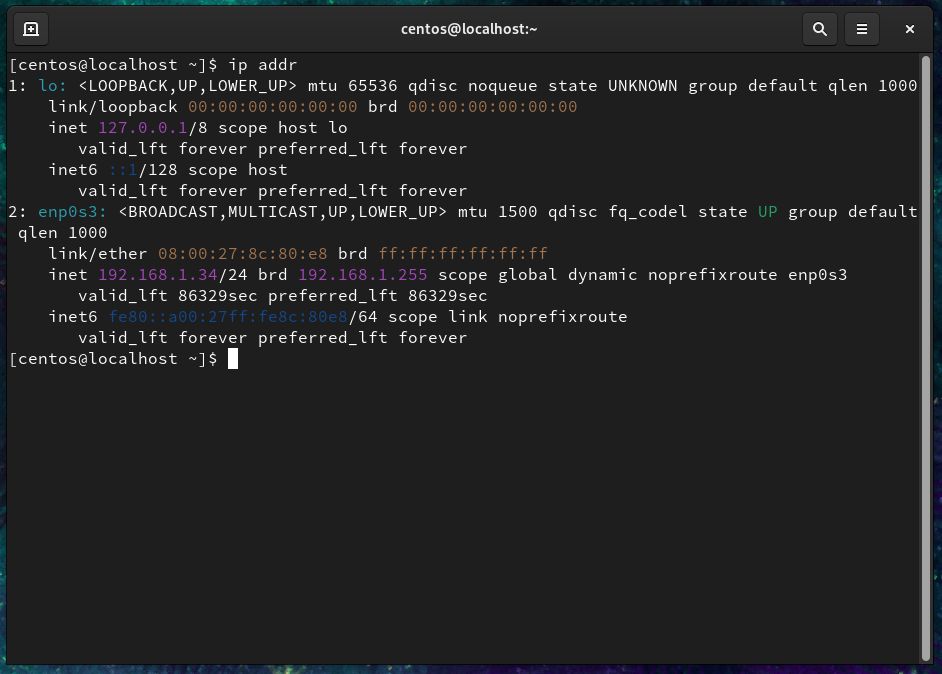 centos@localhost:~
[centos@localhost ~]$ ip addr
1: lo: <LOOPBACK,UP,LOWER_UP> mtu 65536 qdisc noqueue state UNKNOWN group default qlen 1000
    link/loopback 00:00:00:00:00:00 brd 00:00:00:00:00:00
    inet 127.0.0.1/8 scope host lo
       valid_lft forever preferred_lft forever
    inet6 ::1/128 scope host
       valid_lft forever preferred_lft forever
2: enp0s3: <BROADCAST,MULTICAST,UP,LOWER_UP> mtu 1500 qdisc fq_codel state UP group default
 qlen 1000
    link/ether 08:00:27:8c:80:e8 brd ff:ff:ff:ff:ff:ff
    inet 192.168.1.34/24 brd 192.168.1.255 scope global dynamic noprefixroute enp0s3
       valid_lft 86329sec preferred_lft 86329sec
    inet6 fe80::a00:27ff:fe8c:80e8/64 scope link noprefixroute
       valid_lft forever preferred_lft forever
[centos@localhost ~]$